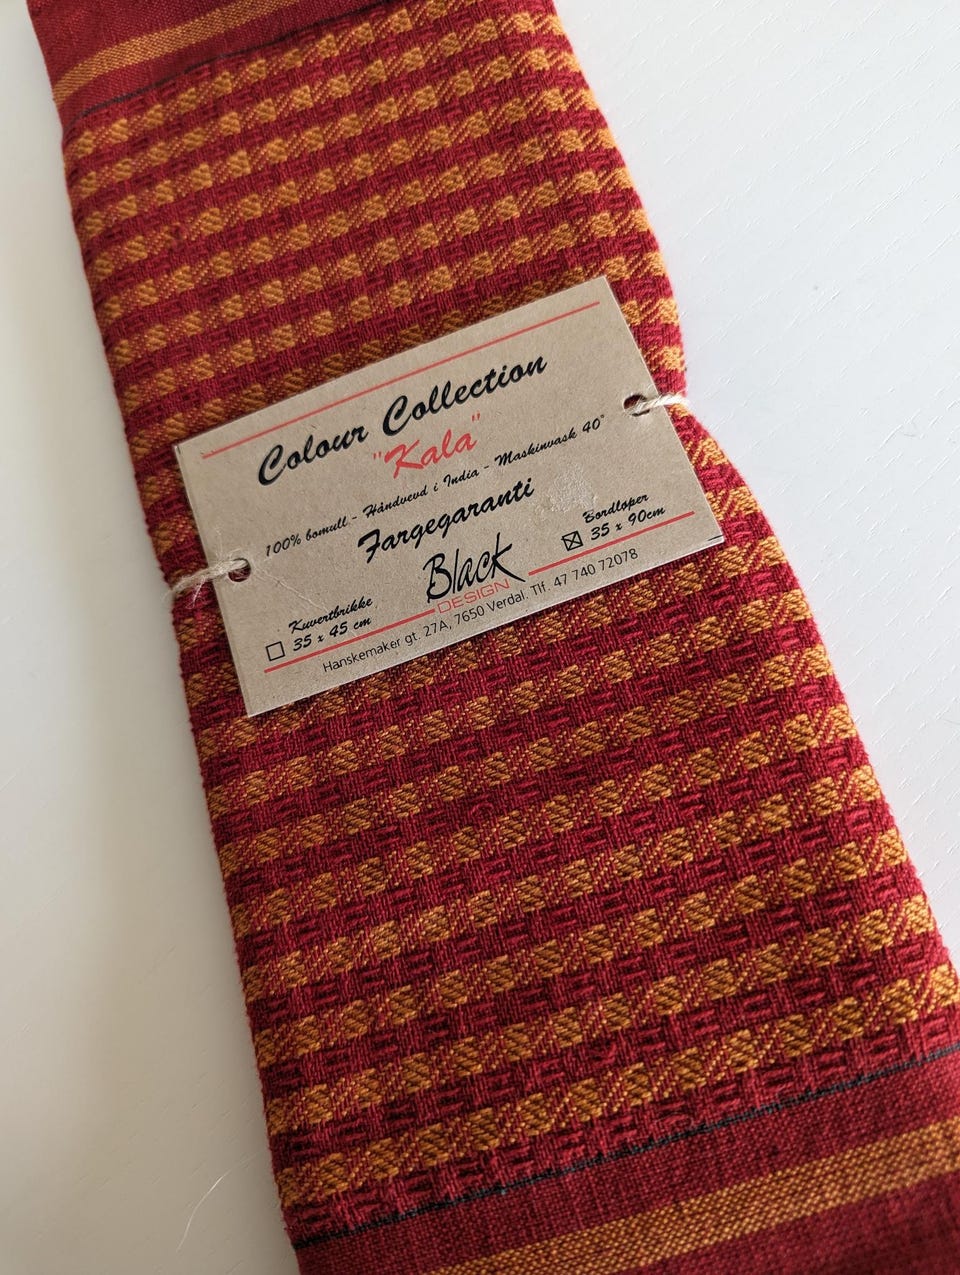 Colour Collection
"Kala"
100% bomull - Håndvevd i India - Maskinvask 40°
Fargegaranti
Kuvertbrikke
35 x 45 cm
Black
DESIGN
Bordløper
35 x 90cm
Hanskemaker gt. 27A, 7650 Verdal. Tlf. 47 740 72078